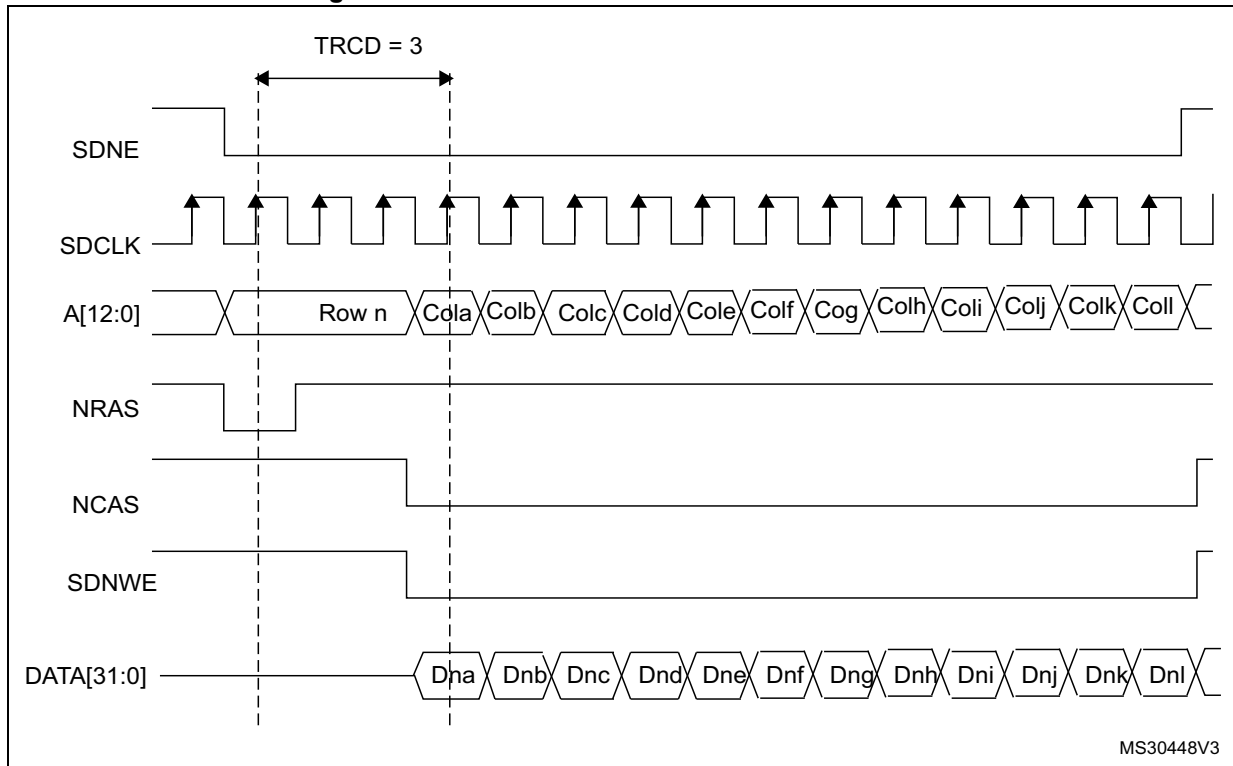 TRCD = 3
SDNE
SDCLK
A[12:0] Row n Cola Colb Colc Cold Cole Colf Cog Colh Coli Colj Colk Coll
NRAS
NCAS
SDNWE
DATA[31:0] Dna Dnb Dnc Dnd Dne Dnf Dng Dnh Dni Dnj Dnk Dnl
MS30448V3